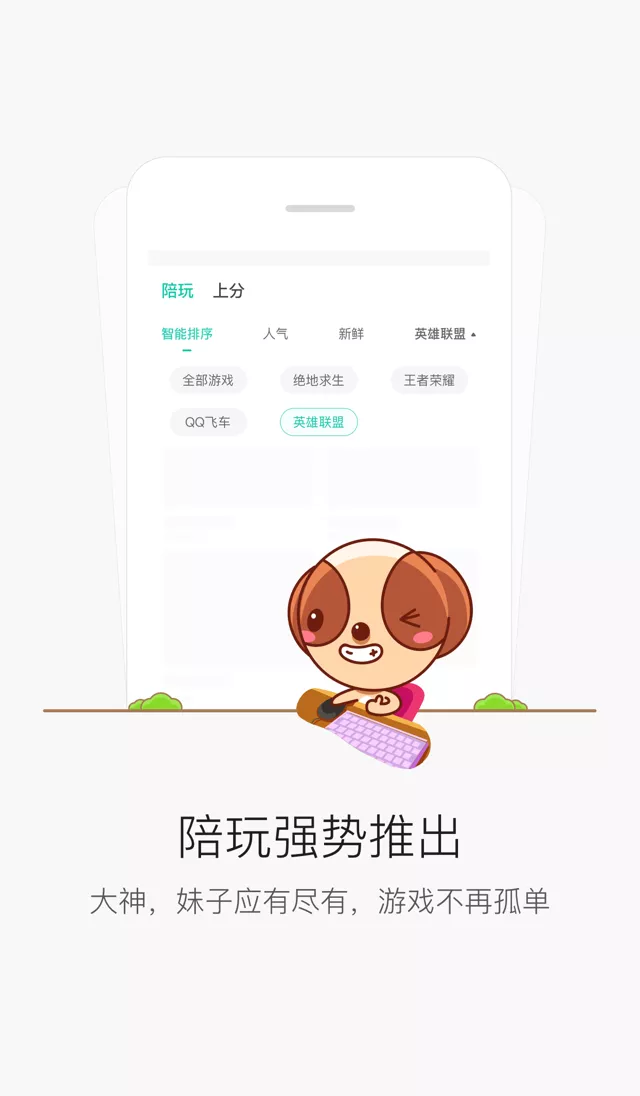 陪玩 上分
智能排序 人气 新鲜 英雄联盟
全部游戏 绝地求生 王者荣耀
QQ飞车 英雄联盟
陪玩强势推出
大神，妹子应有尽有，游戏不再孤单